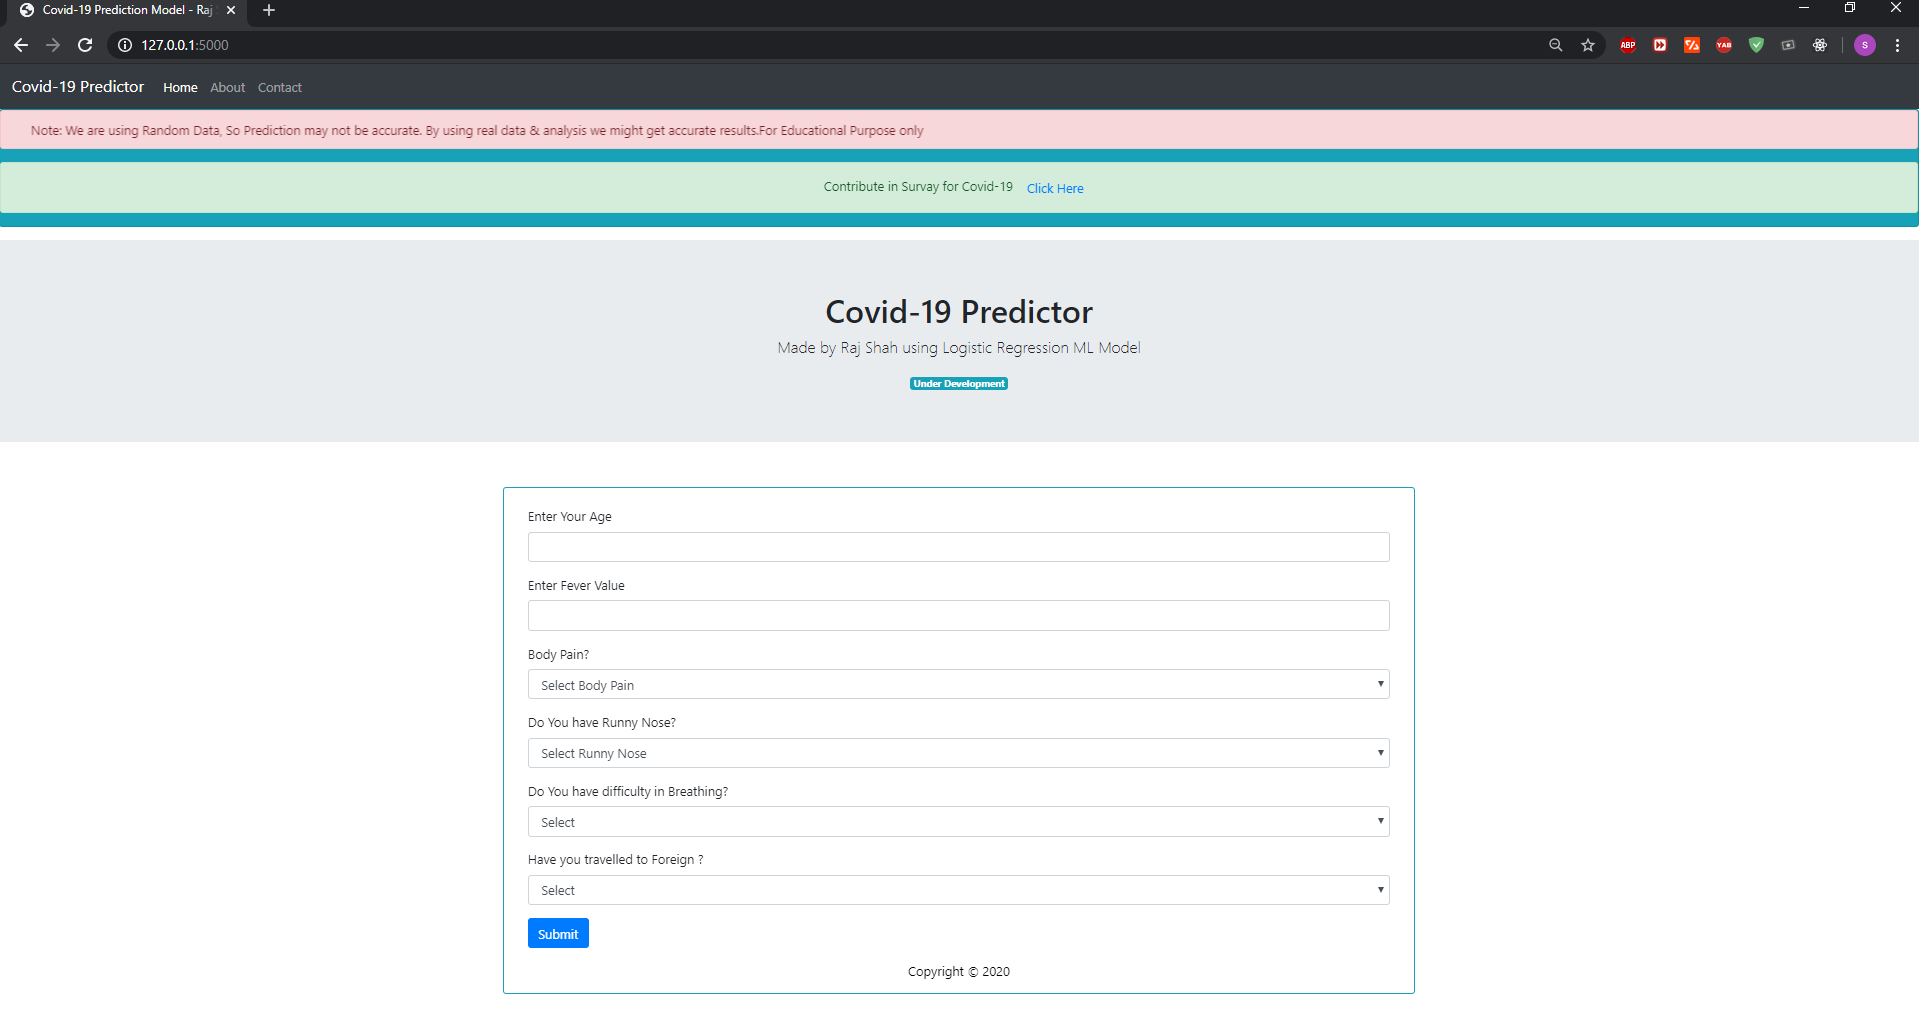 Covid-19 Prediction Model - Raj
127.0.0.1:5000
ABP
YAB
S
Covid-19 Predictor Home About Contact
Note: We are using Random Data, So Prediction may not be accurate. By using real data & analysis we might get accurate results.For Educational Purpose only
Contribute in Survay for Covid-19 Click Here
Covid-19 Predictor
Made by Raj Shah using Logistic Regression ML Model
Under Development
Enter Your Age
Enter Fever Value
Body Pain?
Select Body Pain
Do You have Runny Nose?
Select Runny Nose
Do You have difficulty in Breathing?
Select
Have you travelled to Foreign ?
Select
Submit
Copyright © 2020